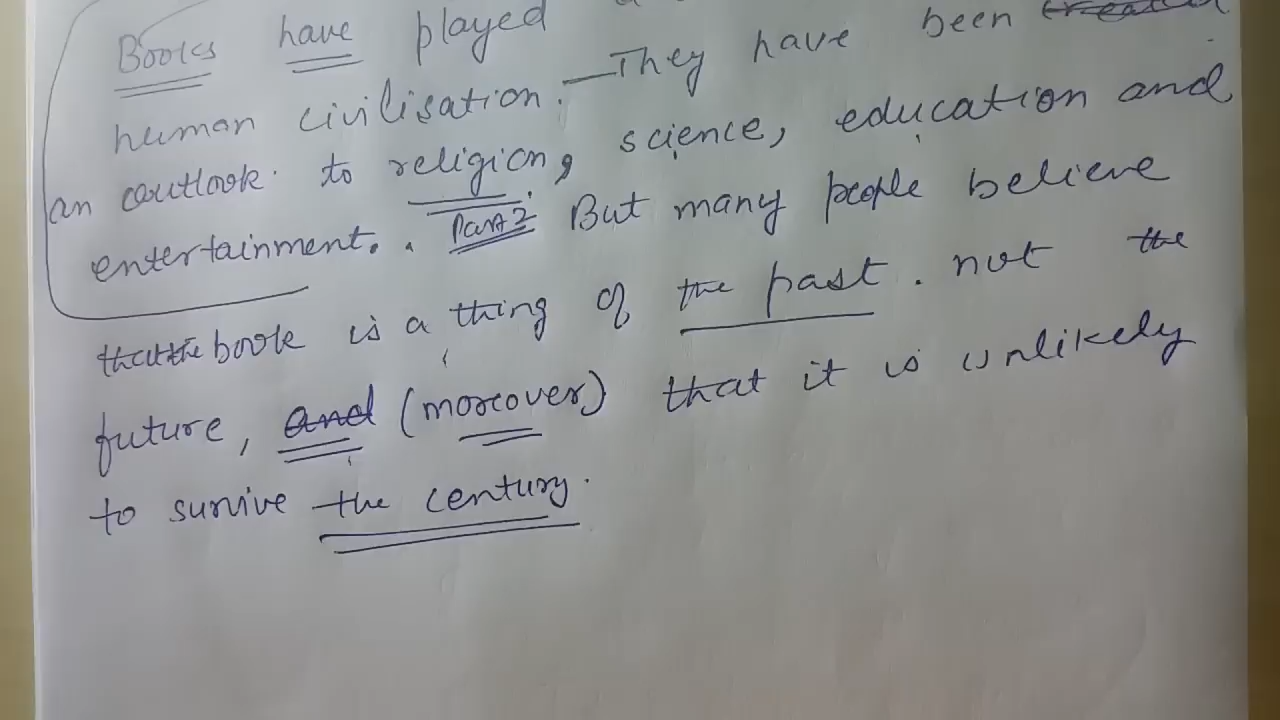 Books have played
human civilisation. They have been created
an outlook to religion, science, education and
entertainment. Part 2 But many people believe
that the book is a thing of the past. not the
future, and (moreover) that it is unlikely
to survive the century.